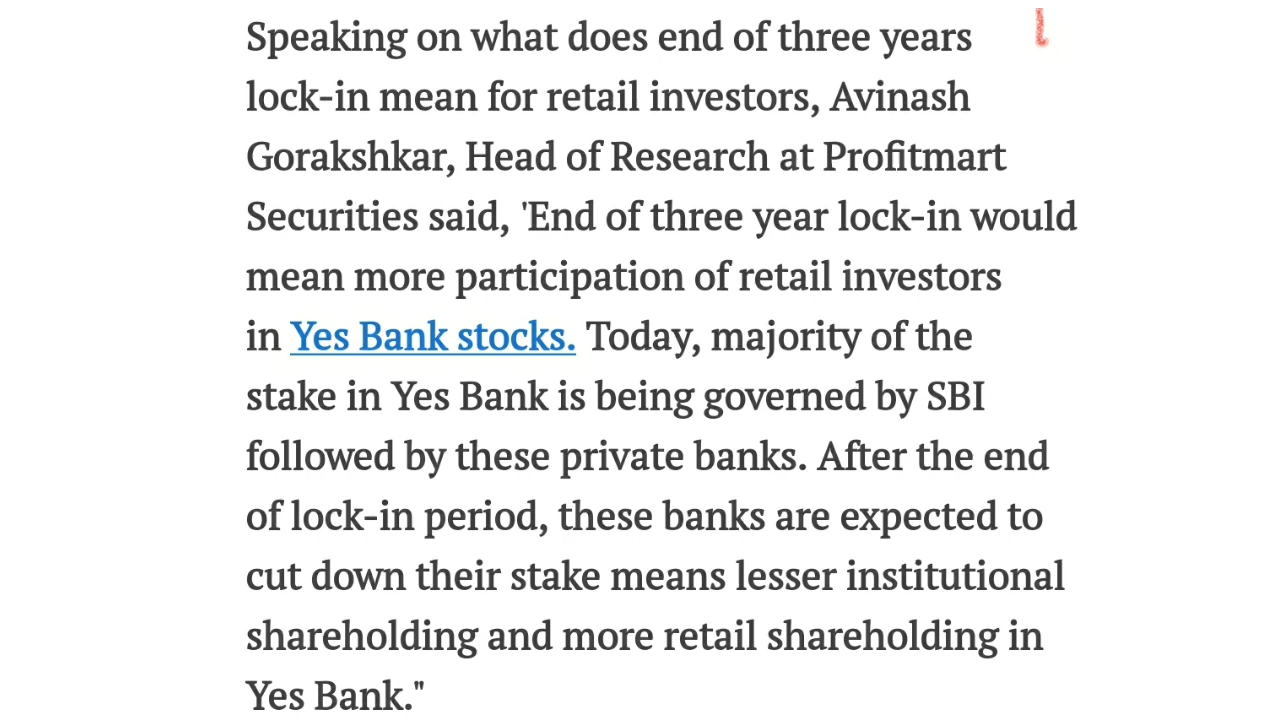 Speaking on what does end of three years
lock-in mean for retail investors, Avinash
Gorakshkar, Head of Research at Profitmart
Securities said, 'End of three year lock-in would
mean more participation of retail investors
in Yes Bank stocks. Today, majority of the
stake in Yes Bank is being governed by SBI
followed by these private banks. After the end
of lock-in period, these banks are expected to
cut down their stake means lesser institutional
shareholding and more retail shareholding in
Yes Bank."